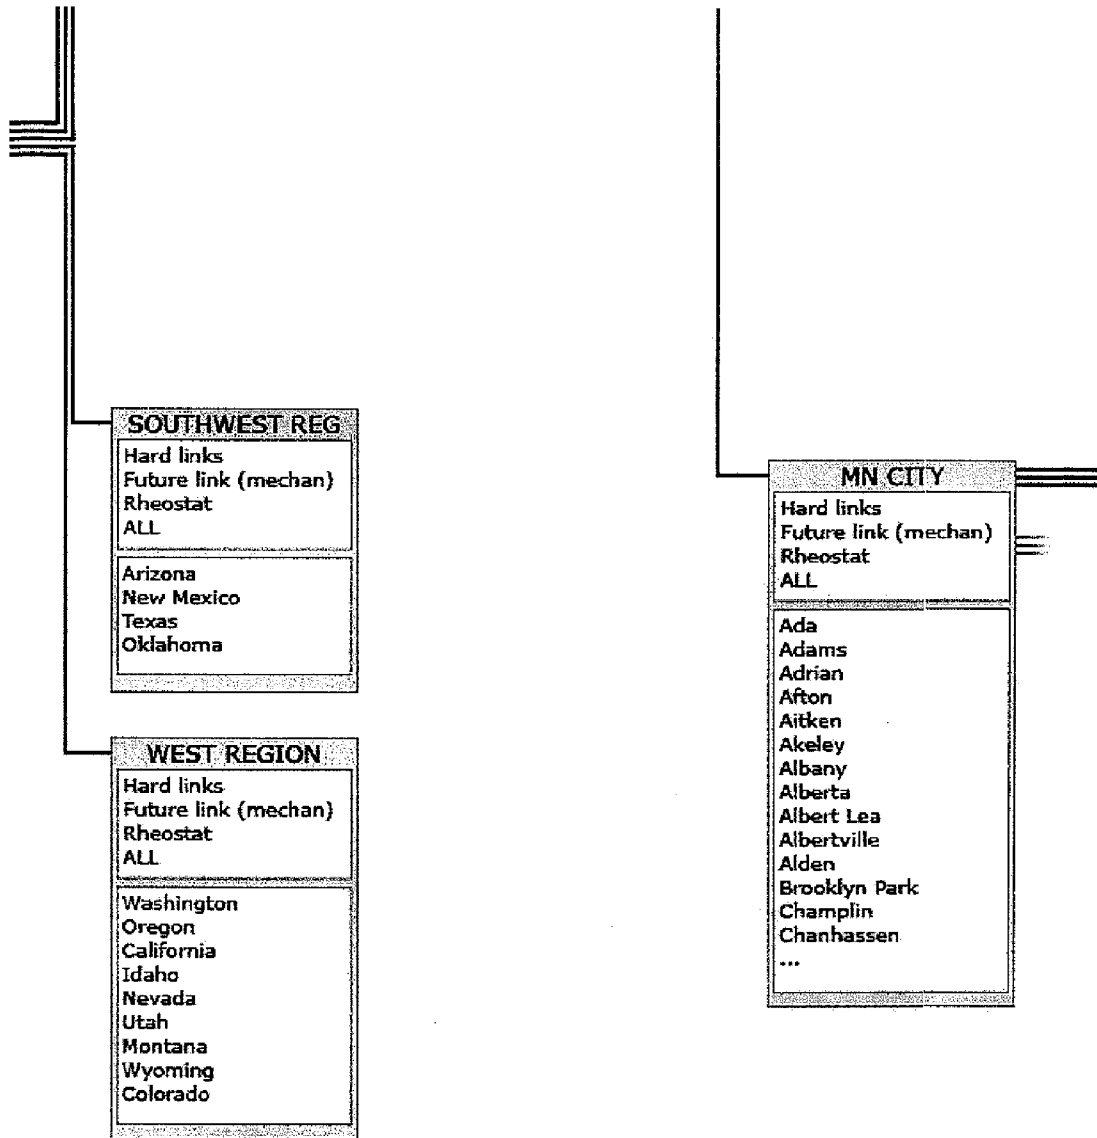 SOUTHWEST REG
Hard links
Future link (mechan)
Rheostat
ALL
Arizona
New Mexico
Texas
Oklahoma
WEST REGION
Hard links
Future link (mechan)
Rheostat
ALL
Washington
Oregon
California
Idaho
Nevada
Utah
Montana
Wyoming
Colorado
MN CITY
Hard links
Future link (mechan)
Rheostat
ALL
Ada
Adams
Adrian
Afton
Aitken
Akeley
Albany
Alberta
Albert Lea
Albertville
Alden
Brooklyn Park
Champlin
Chanhassen
...